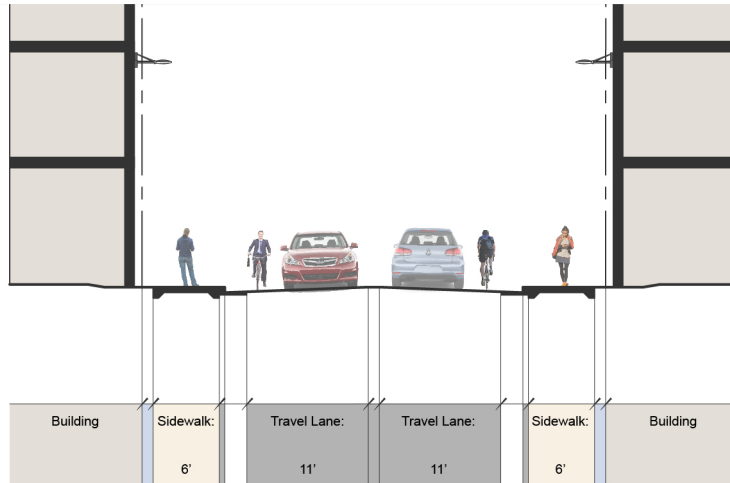 Building
Sidewalk:
Travel Lane:
Travel Lane:
Sidewalk:
Building
6'
11'
11'
6'